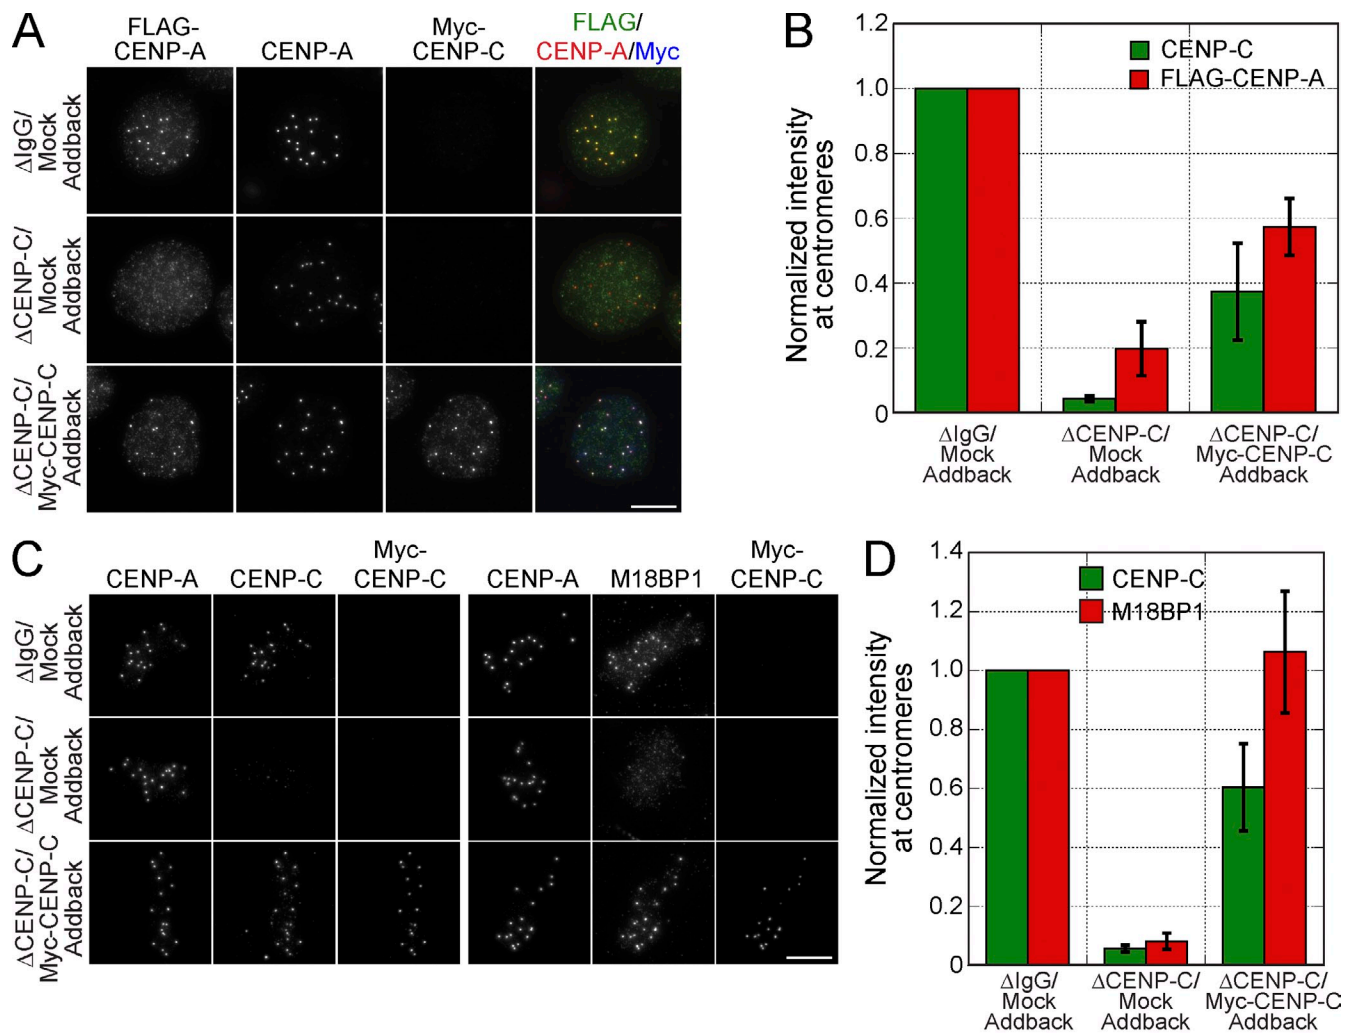 A
FLAG-
CENP-A
CENP-A
Myc-
CENP-C
FLAG/
CENP-A/Myc
ΔIgG/
Mock
Addback
ΔCENP-C/
Mock
Addback
ΔCENP-C/
Myc-CENP-C
Addback
B
Normalized intensity
at centromeres
1.2
1.0
0.8
0.6
0.4
0.2
0
CENP-C
FLAG-CENP-A
ΔIgG/
Mock
Addback
ΔCENP-C/
Mock
Addback
ΔCENP-C/
Myc-CENP-C
Addback
C
CENP-A
CENP-C
Myc-
CENP-C
CENP-A
M18BP1
Myc-
CENP-C
ΔIgG/
Mock
Addback
ΔCENP-C/
Mock
Addback
ΔCENP-C/
Myc-CENP-C
Addback
D
Normalized intensity
at centromeres
1.4
1.2
1.0
0.8
0.6
0.4
0.2
0
CENP-C
M18BP1
ΔIgG/
Mock
Addback
ΔCENP-C/
Mock
Addback
ΔCENP-C/
Myc-CENP-C
Addback